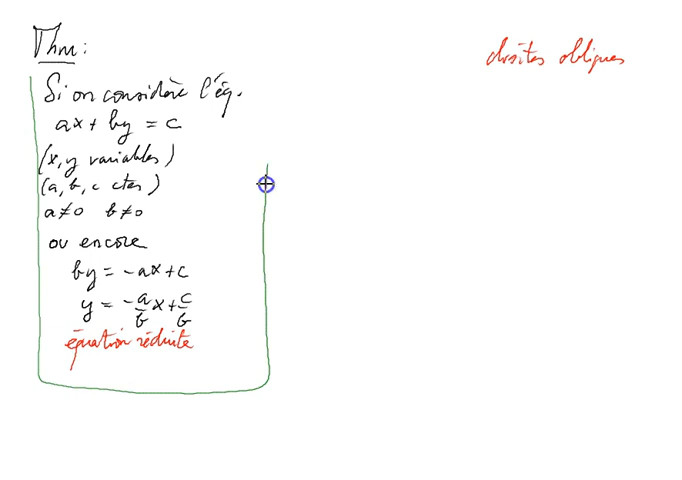 Thm:
droites obliques
Si on considère l'éq.
ax + by = c
(x, y variables)
(a, b, c ctes)
a ≠ 0 b ≠ 0
ou encore
by = -ax + c
y = -a/b x + c/b
équation réduite